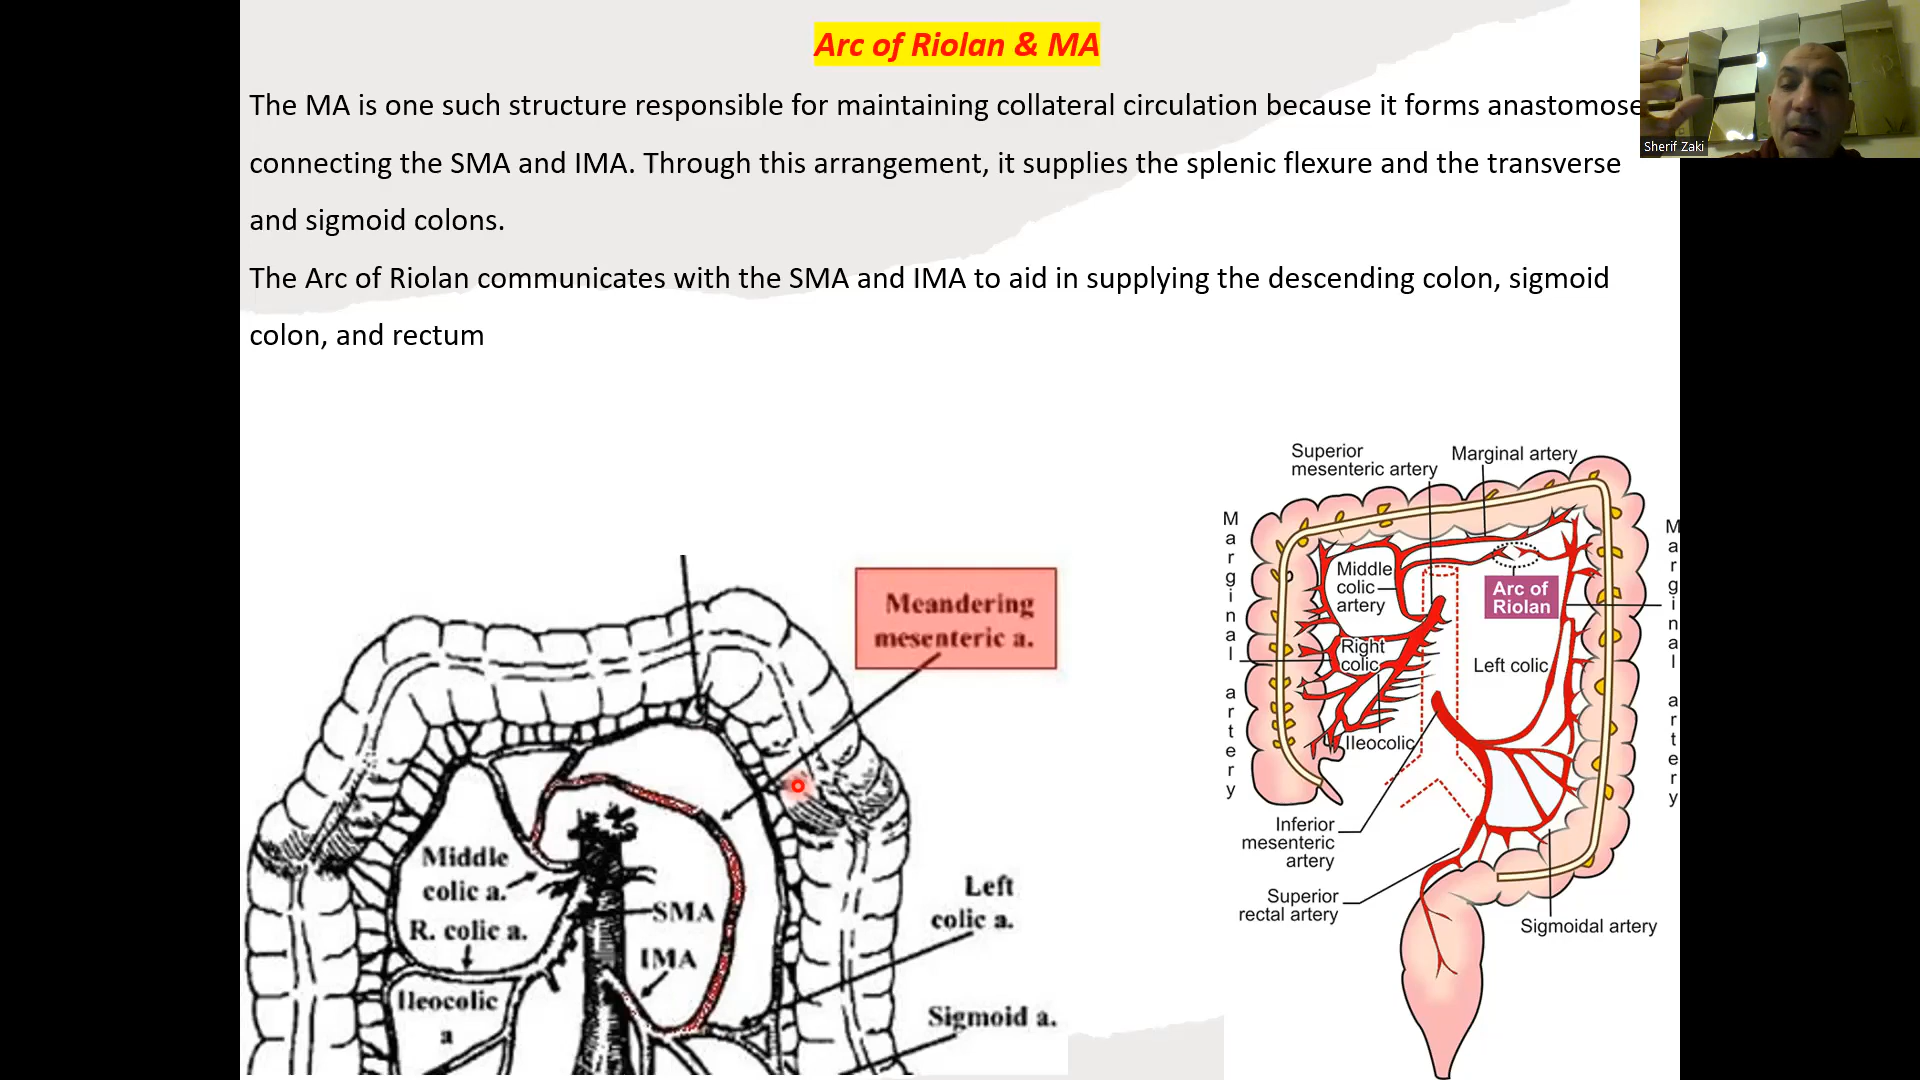 Arc of Riolan & MA
The MA is one such structure responsible for maintaining collateral circulation because it forms anastomose
connecting the SMA and IMA. Through this arrangement, it supplies the splenic flexure and the transverse
and sigmoid colons.
The Arc of Riolan communicates with the SMA and IMA to aid in supplying the descending colon, sigmoid
colon, and rectum
Sherif Zaki
Meandering
mesenteric a.
Middle
colic a.
R. colic a.
Ileocolic
a
SMA
IMA
Left
colic a.
Sigmoid a.
Superior
mesenteric artery
Marginal artery
Marginal artery
Middle
colic
artery
Arc of
Riolan
Right
colic
Left colic
Ileocolic
Marginal artery
Inferior
mesenteric
artery
Superior
rectal artery
Sigmoidal artery